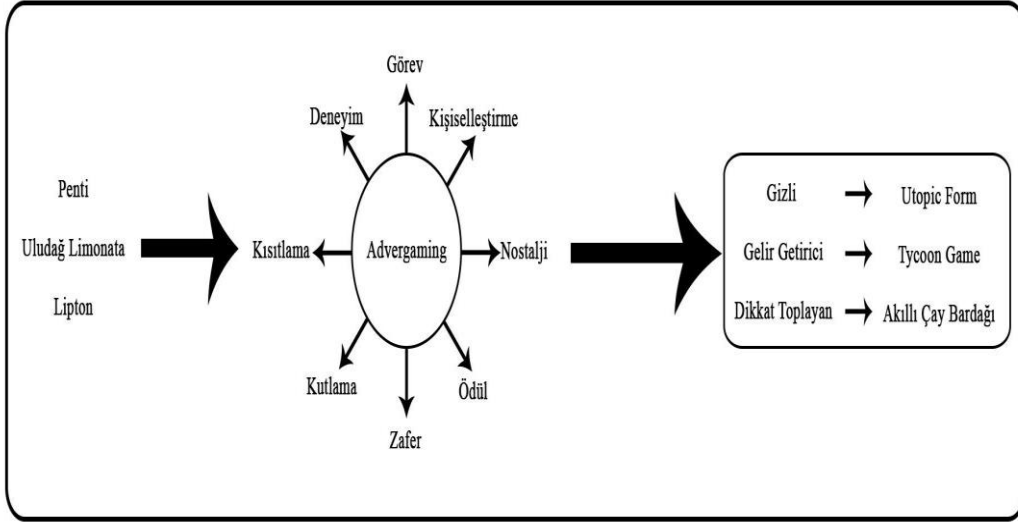 Penti
Uludağ Limonata
Lipton
Görev
Deneyim
Kişiselleştirme
Kısıtlama
Advergaming
Nostalji
Kutlama
Ödül
Zafer
Gizli
Utopic Form
Gelir Getirici
Tycoon Game
Dikkat Toplayan
Akıllı Çay Bardağı